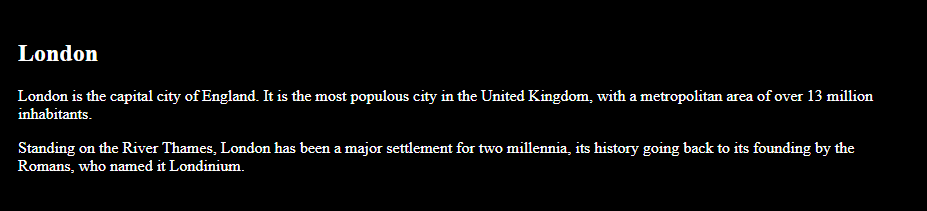 London
London is the capital city of England. It is the most populous city in the United Kingdom, with a metropolitan area of over 13 million
inhabitants.
Standing on the River Thames, London has been a major settlement for two millennia, its history going back to its founding by the
Romans, who named it Londinium.